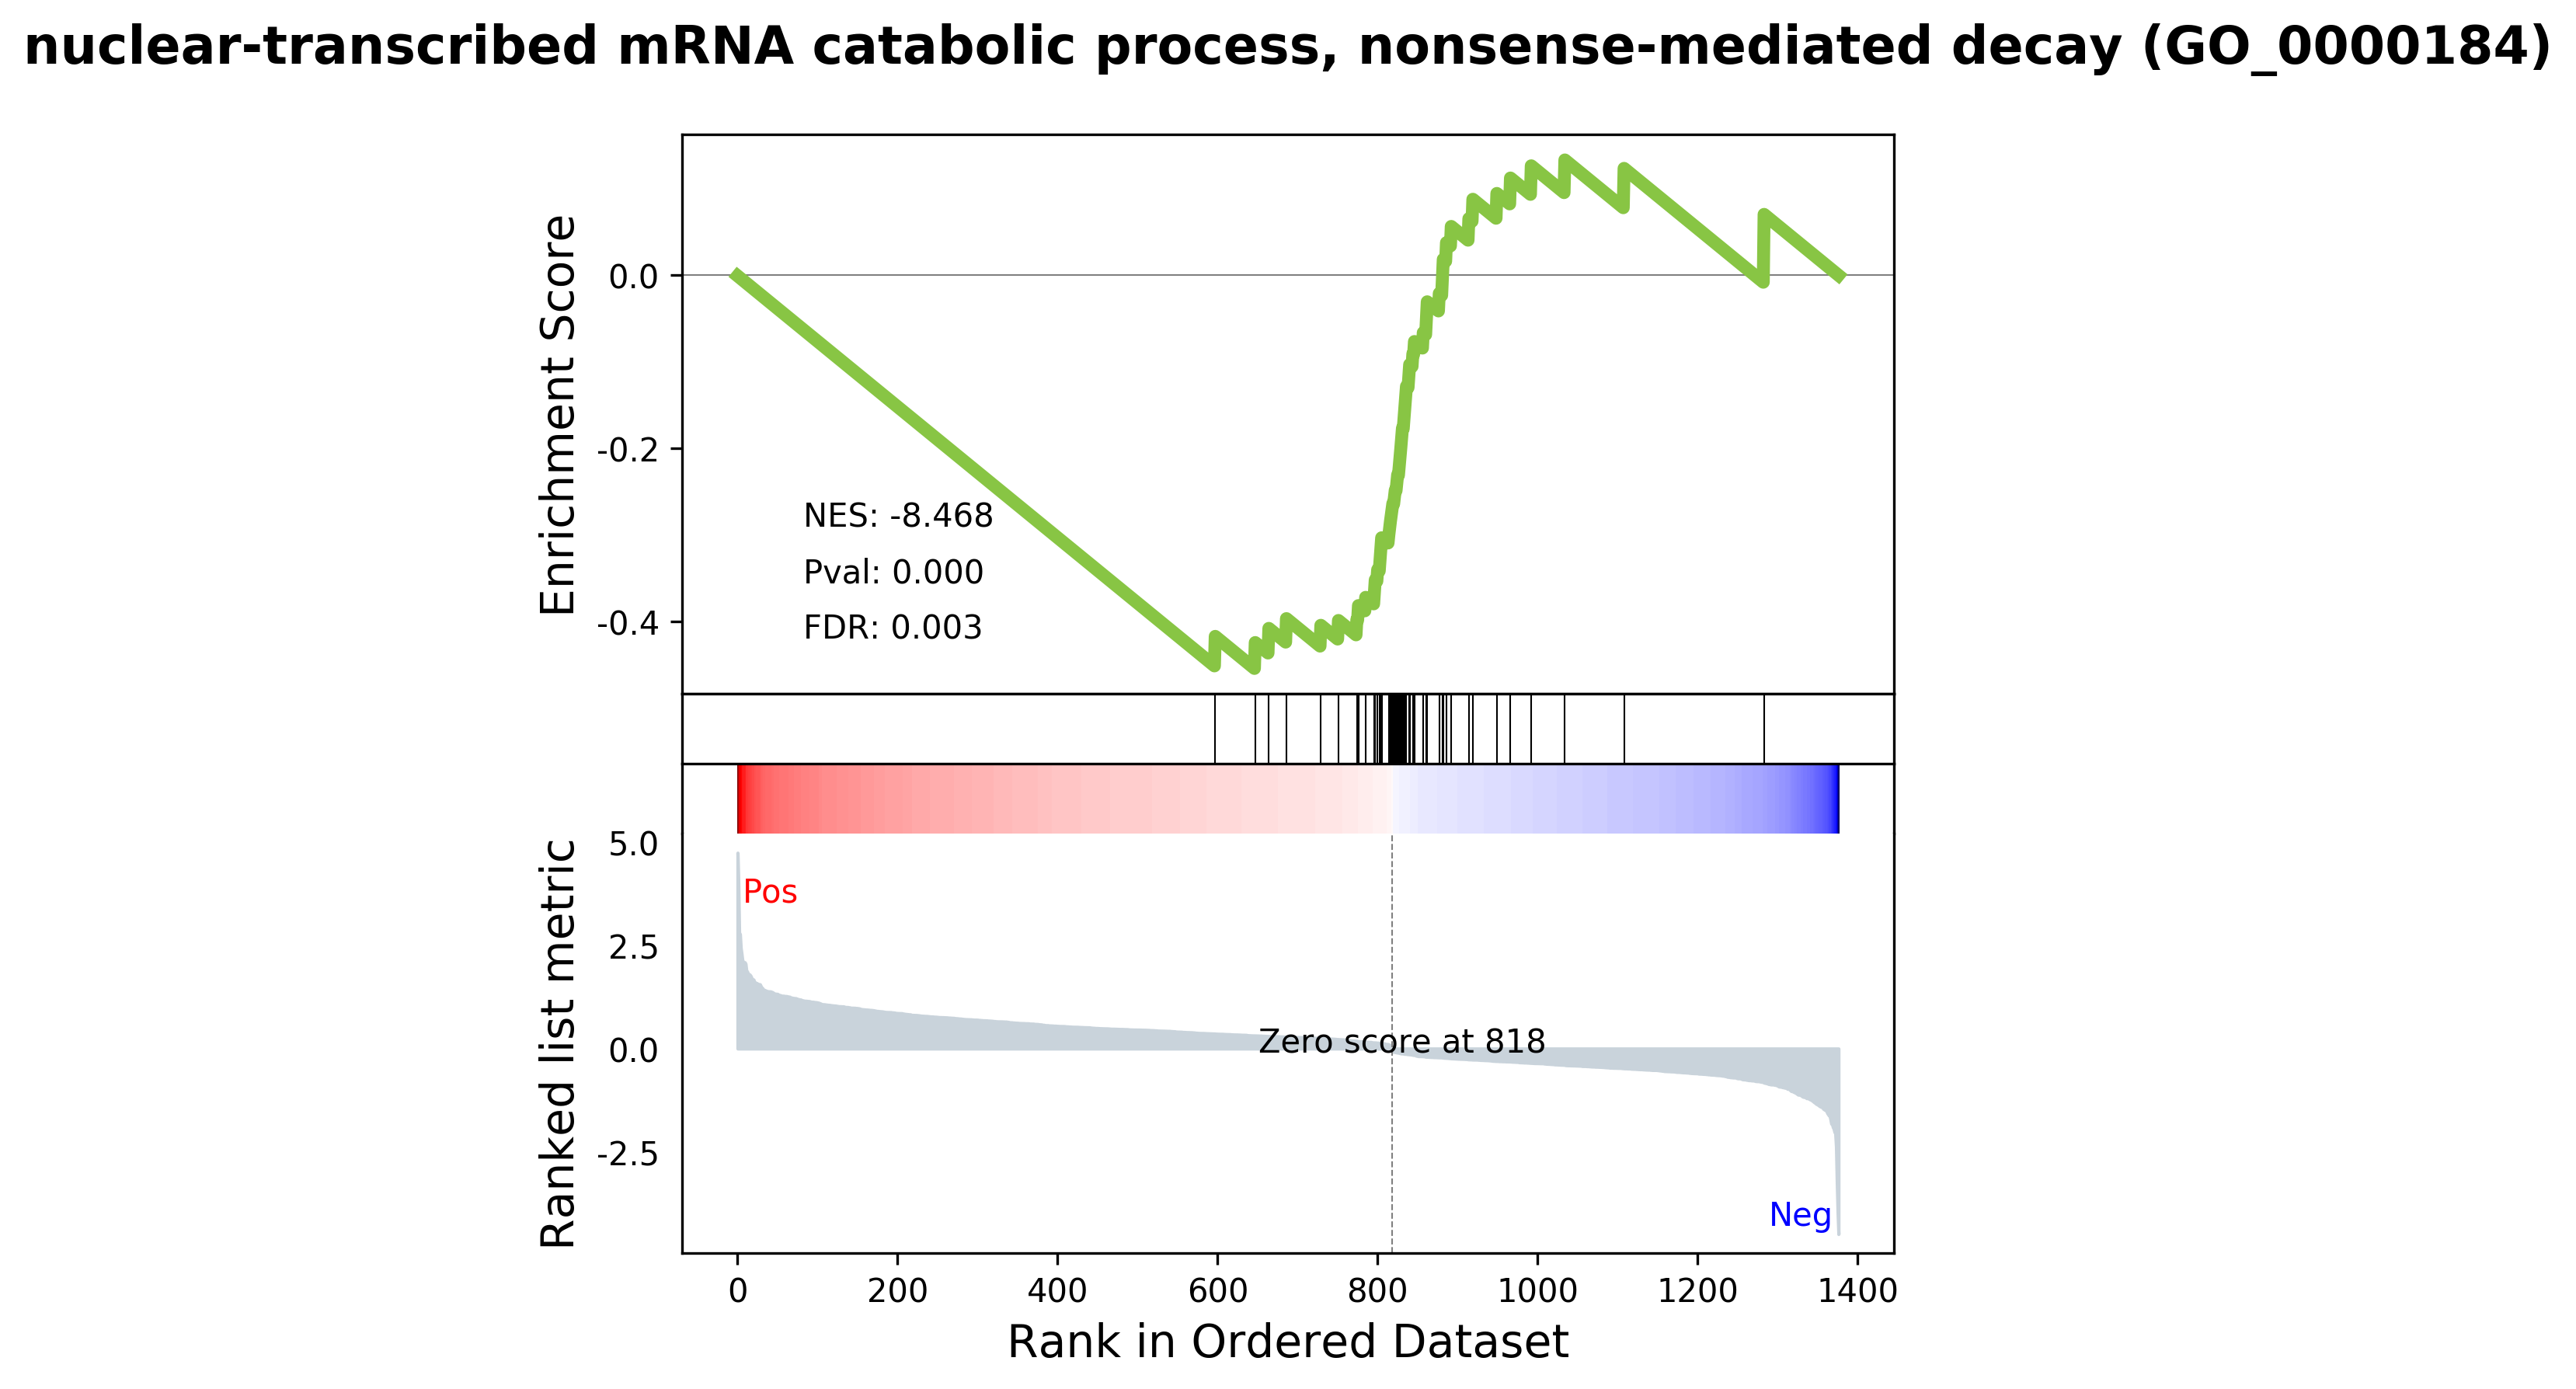 nuclear-transcribed mRNA catabolic process, nonsense-mediated decay (GO_0000184)
Enrichment Score
0.0
-0.2
-0.4
NES: -8.468
Pval: 0.000
FDR: 0.003
Ranked list metric
5.0
2.5
0.0
-2.5
Pos
Zero score at 818
Neg
0 200 400 600 800 1000 1200 1400
Rank in Ordered Dataset